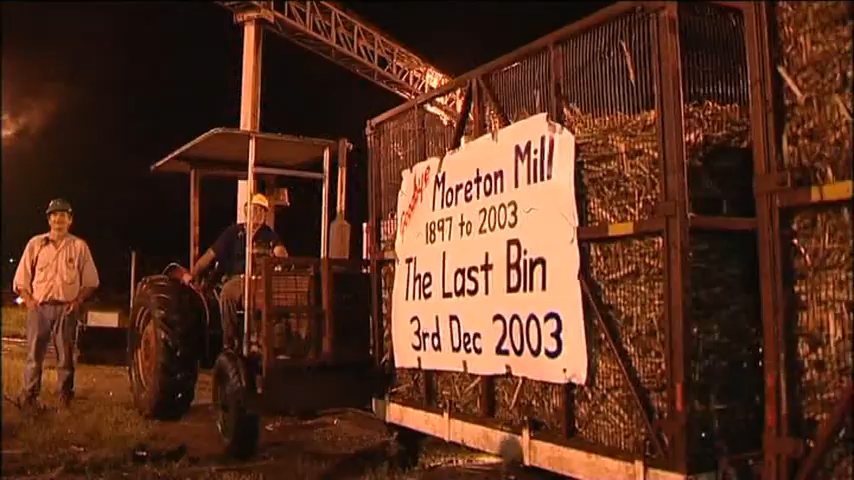 Goodbye
Moreton Mill
1897 to 2003
The Last Bin
3rd Dec 2003